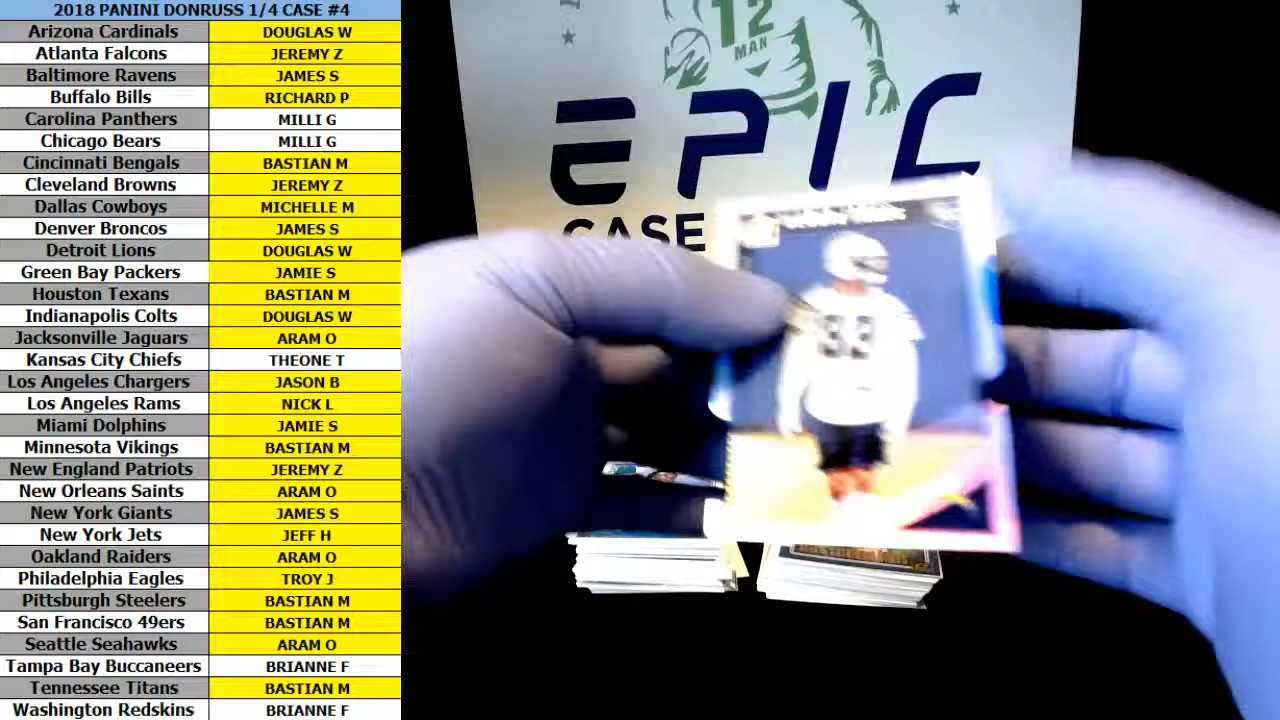 2018 PANINI DONRUSS 1/4 CASE #4
Arizona Cardinals DOUGLAS W
Atlanta Falcons JEREMY Z
Baltimore Ravens JAMES S
Buffalo Bills RICHARD P
Carolina Panthers MILLI G
Chicago Bears MILLI G
Cincinnati Bengals BASTIAN M
Cleveland Browns JEREMY Z
Dallas Cowboys MICHELLE M
Denver Broncos JAMES S
Detroit Lions DOUGLAS W
Green Bay Packers JAMIE S
Houston Texans BASTIAN M
Indianapolis Colts DOUGLAS W
Jacksonville Jaguars ARAM O
Kansas City Chiefs THEONE T
Los Angeles Chargers JASON B
Los Angeles Rams NICK L
Miami Dolphins JAMIE S
Minnesota Vikings BASTIAN M
New England Patriots JEREMY Z
New Orleans Saints ARAM O
New York Giants JAMES S
New York Jets JEFF H
Oakland Raiders ARAM O
Philadelphia Eagles TROY J
Pittsburgh Steelers BASTIAN M
San Francisco 49ers BASTIAN M
Seattle Seahawks ARAM O
Tampa Bay Buccaneers BRIANNE F
Tennessee Titans BASTIAN M
Washington Redskins BRIANNE F
12
MAN
EPIC
CASE
33